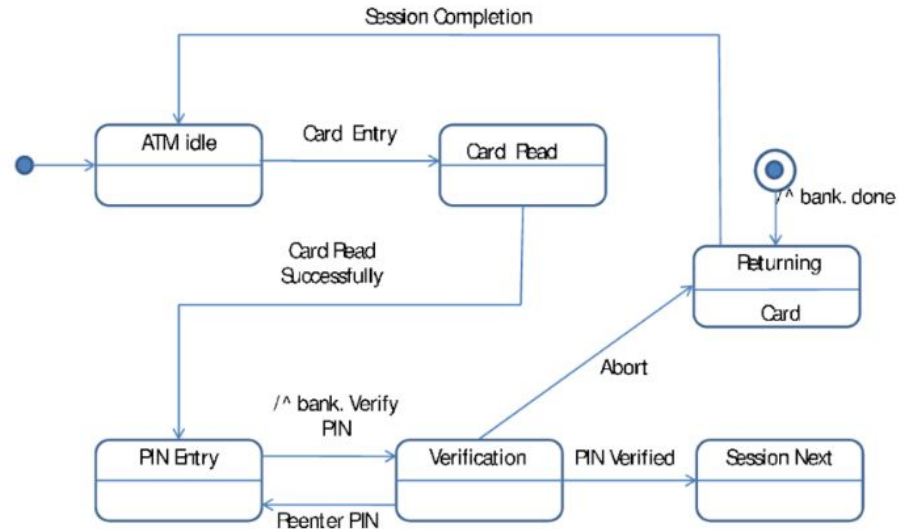 Session Completion
ATM idle
Card Entry
Card Read
/^ bank. done
Card Read
Successfully
Returning
Card
Abort
/^ bank. Verify
PIN
PIN Entry
Verification
PIN Verified
Session Next
Reenter PIN